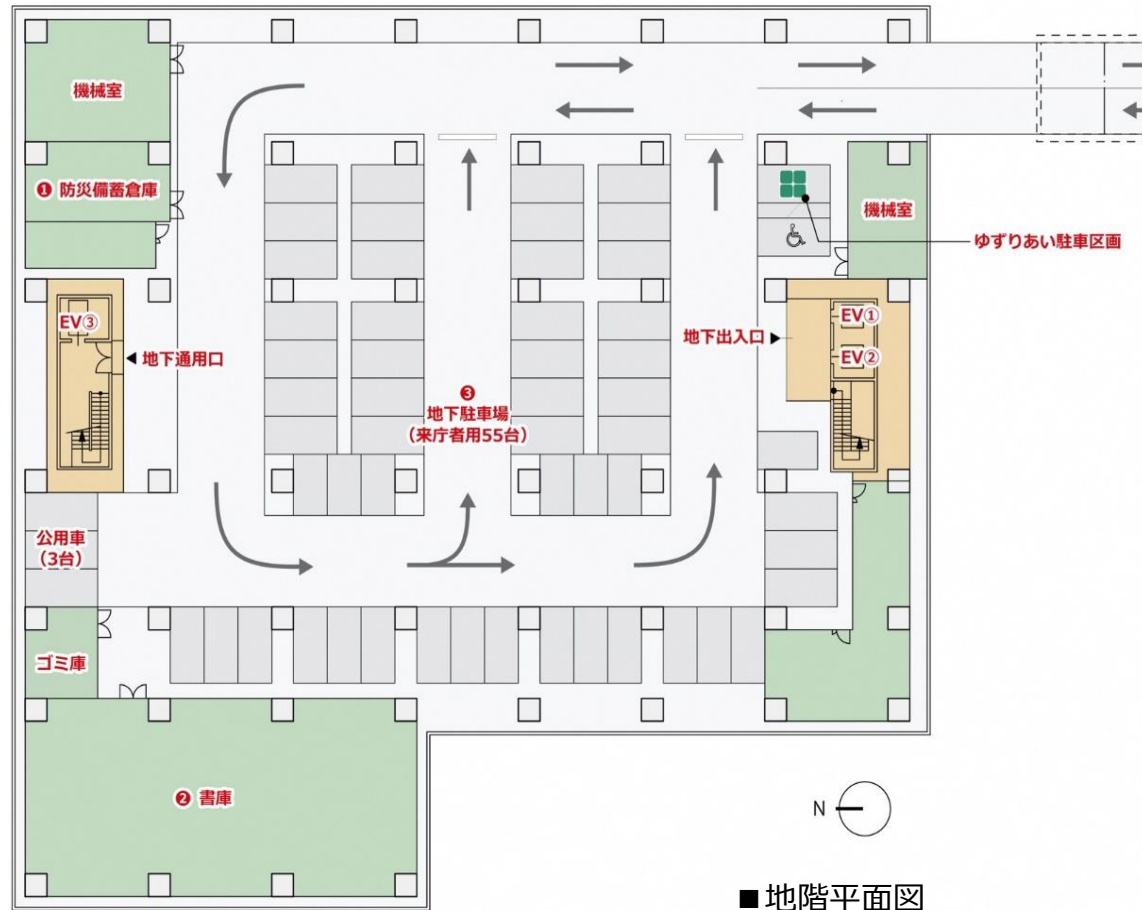 機械室
❶ 防災備蓄倉庫
機械室
ゆずりあい駐車区画
EV③
地下通用口
地下出入口
EV①
EV②
❸
地下駐車場
（来庁者用55台）
公用車
（3台）
ゴミ庫
❷ 書庫
N
■地階平面図